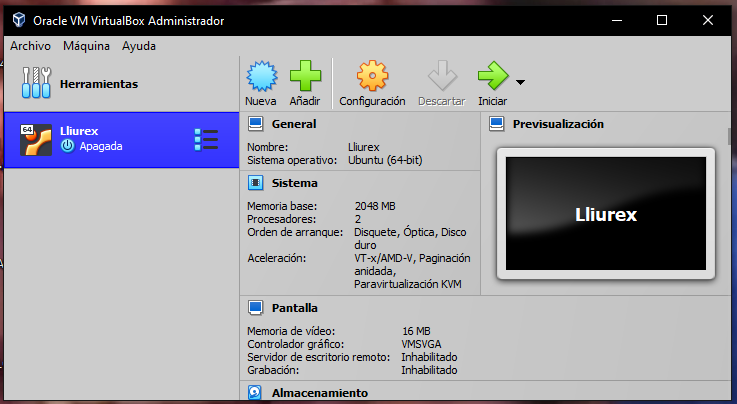 Oracle VM VirtualBox Administrador
Archivo Máquina Ayuda
Herramientas
Nueva Añadir Configuración Descartar Iniciar
64
Lliurex
Apagada
General
Nombre: Lliurex
Sistema operativo: Ubuntu (64-bit)
Previsualización
Lliurex
Sistema
Memoria base: 2048 MB
Procesadores: 2
Orden de arranque: Disquete, Óptica, Disco
duro
Aceleración: VT-x/AMD-V, Paginación
anidada,
Paravirtualización KVM
Pantalla
Memoria de vídeo: 16 MB
Controlador gráfico: VMSVGA
Servidor de escritorio remoto: Inhabilitado
Grabación: Inhabilitado
Almacenamiento